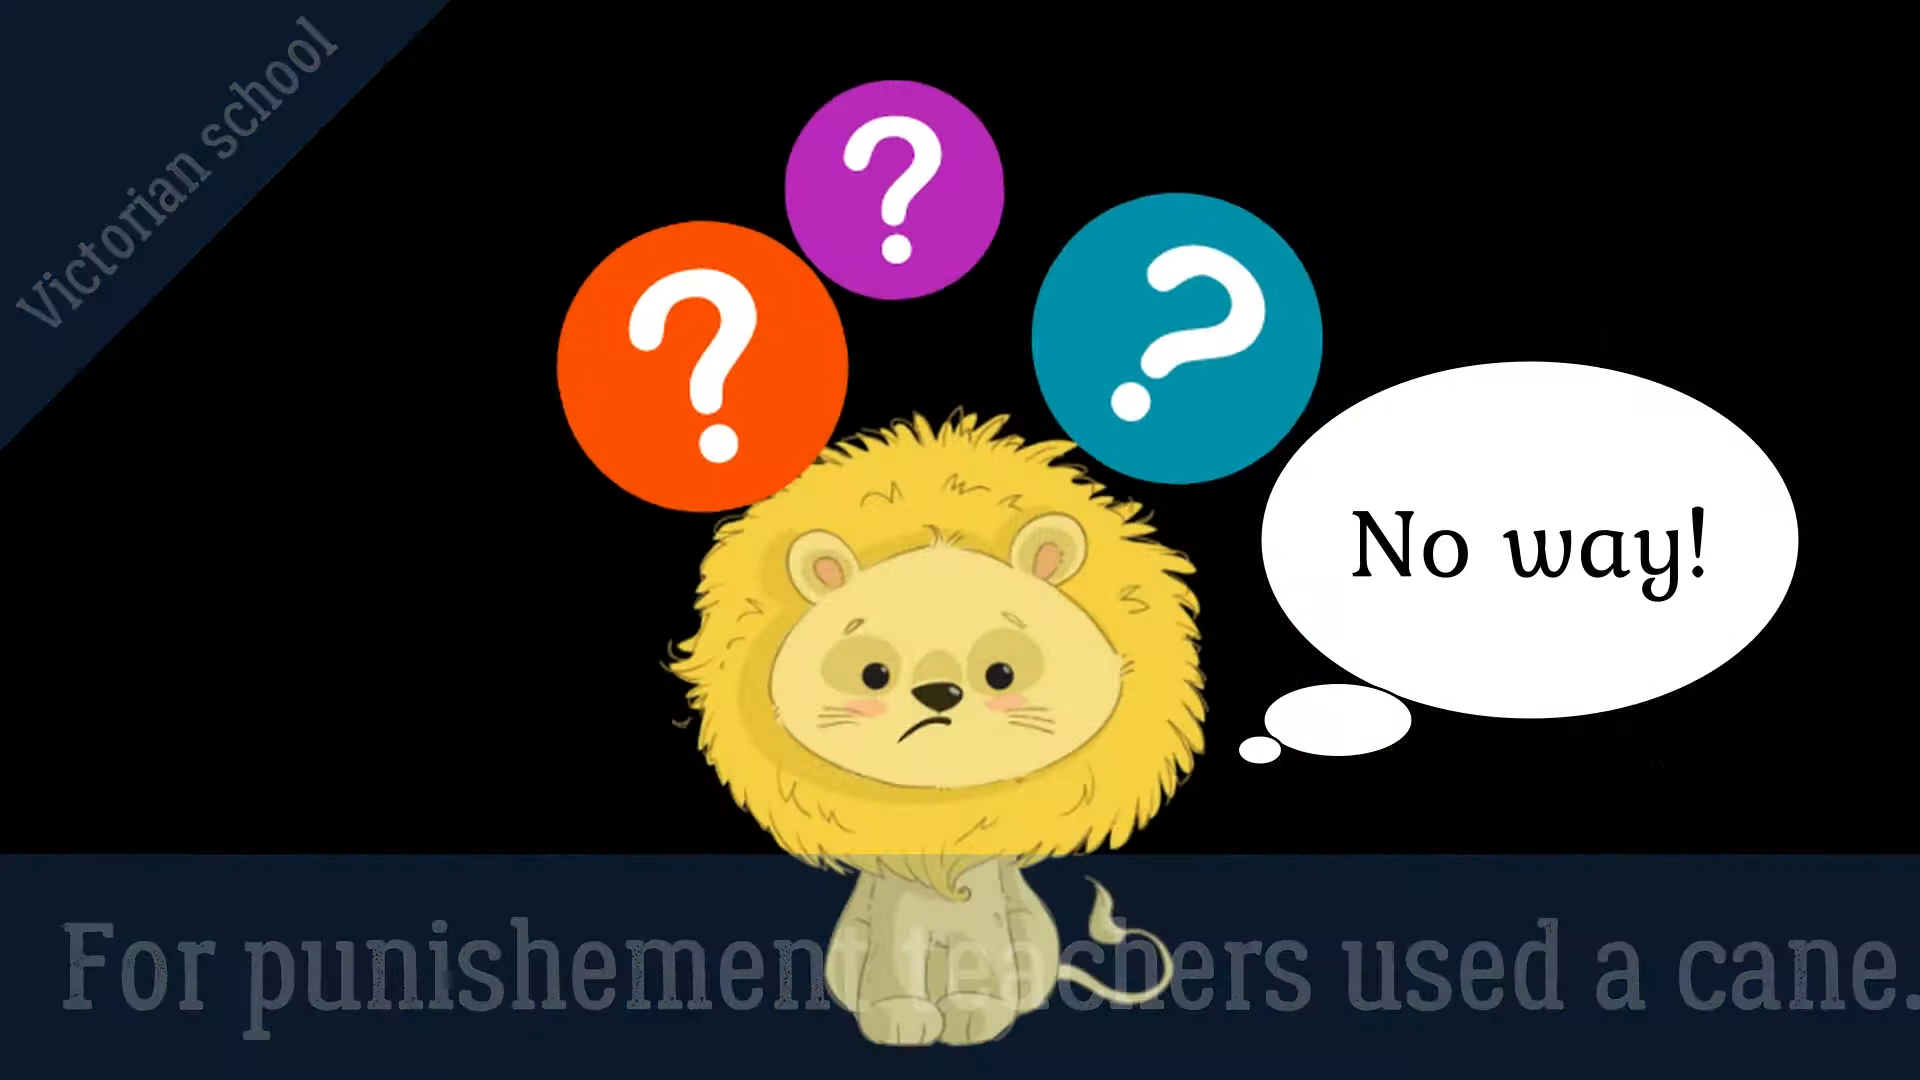 Victorian school
?
?
?
No way!
For punishement teachers used a cane.